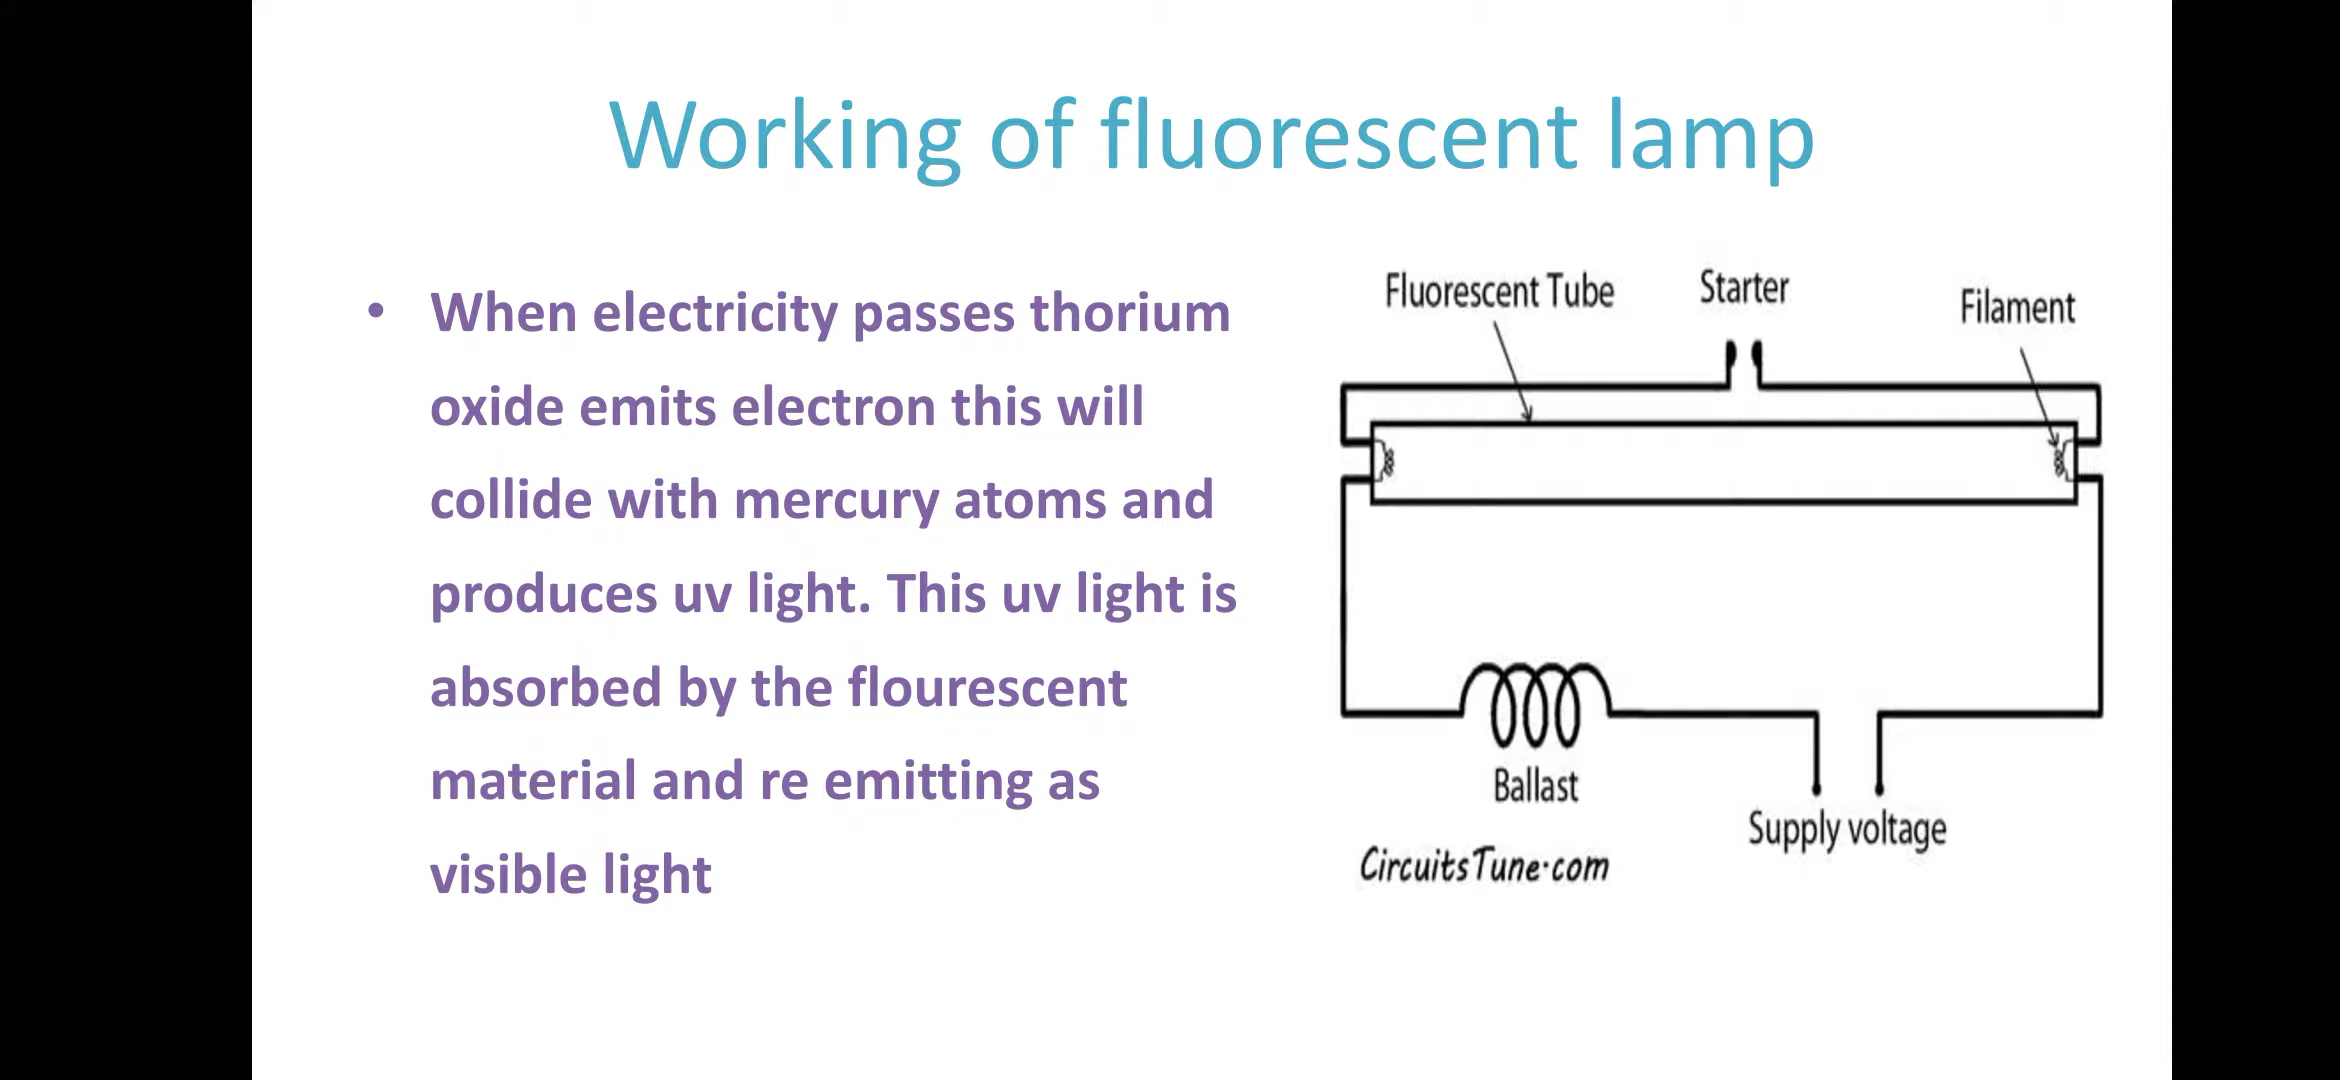 Working of fluorescent lamp
• When electricity passes thorium
oxide emits electron this will
collide with mercury atoms and
produces uv light. This uv light is
absorbed by the flourescent
material and re emitting as
visible light
Fluorescent Tube
Starter
Filament
Ballast
Supply voltage
CircuitsTune.com